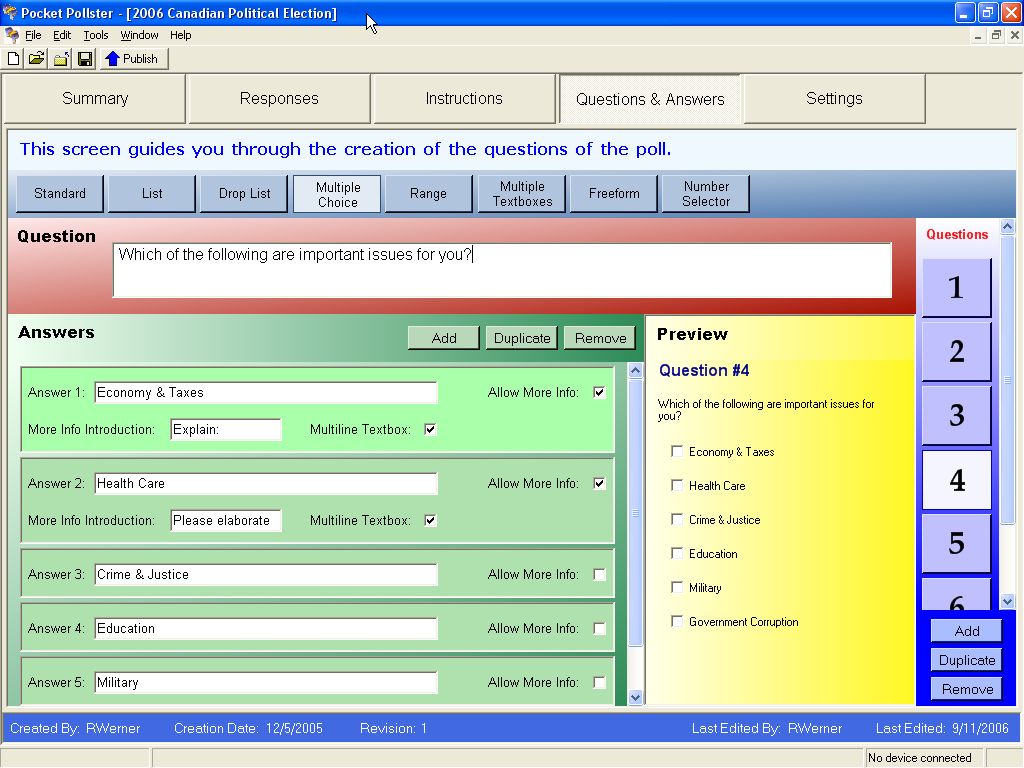 Pocket Pollster - [2006 Canadian Political Election]
File Edit Tools Window Help
Publish
Summary Responses Instructions Questions & Answers Settings
This screen guides you through the creation of the questions of the poll.
Standard List Drop List Multiple Choice Range Multiple Textboxes Freeform Number Selector
Question
Which of the following are important issues for you?
Answers Add Duplicate Remove
Answer 1: Economy & Taxes Allow More Info:
More Info Introduction: Explain: Multiline Textbox:
Answer 2: Health Care Allow More Info:
More Info Introduction: Please elaborate Multiline Textbox:
Answer 3: Crime & Justice Allow More Info:
Answer 4: Education Allow More Info:
Answer 5: Military Allow More Info:
Preview
Question #4
Which of the following are important issues for
you?
Economy & Taxes
Health Care
Crime & Justice
Education
Military
Government Corruption
Questions
1
2
3
4
5
6
Add
Duplicate
Remove
Created By: RWerner Creation Date: 12/5/2005 Revision: 1 Last Edited By: RWerner Last Edited: 9/11/2006
No device connected